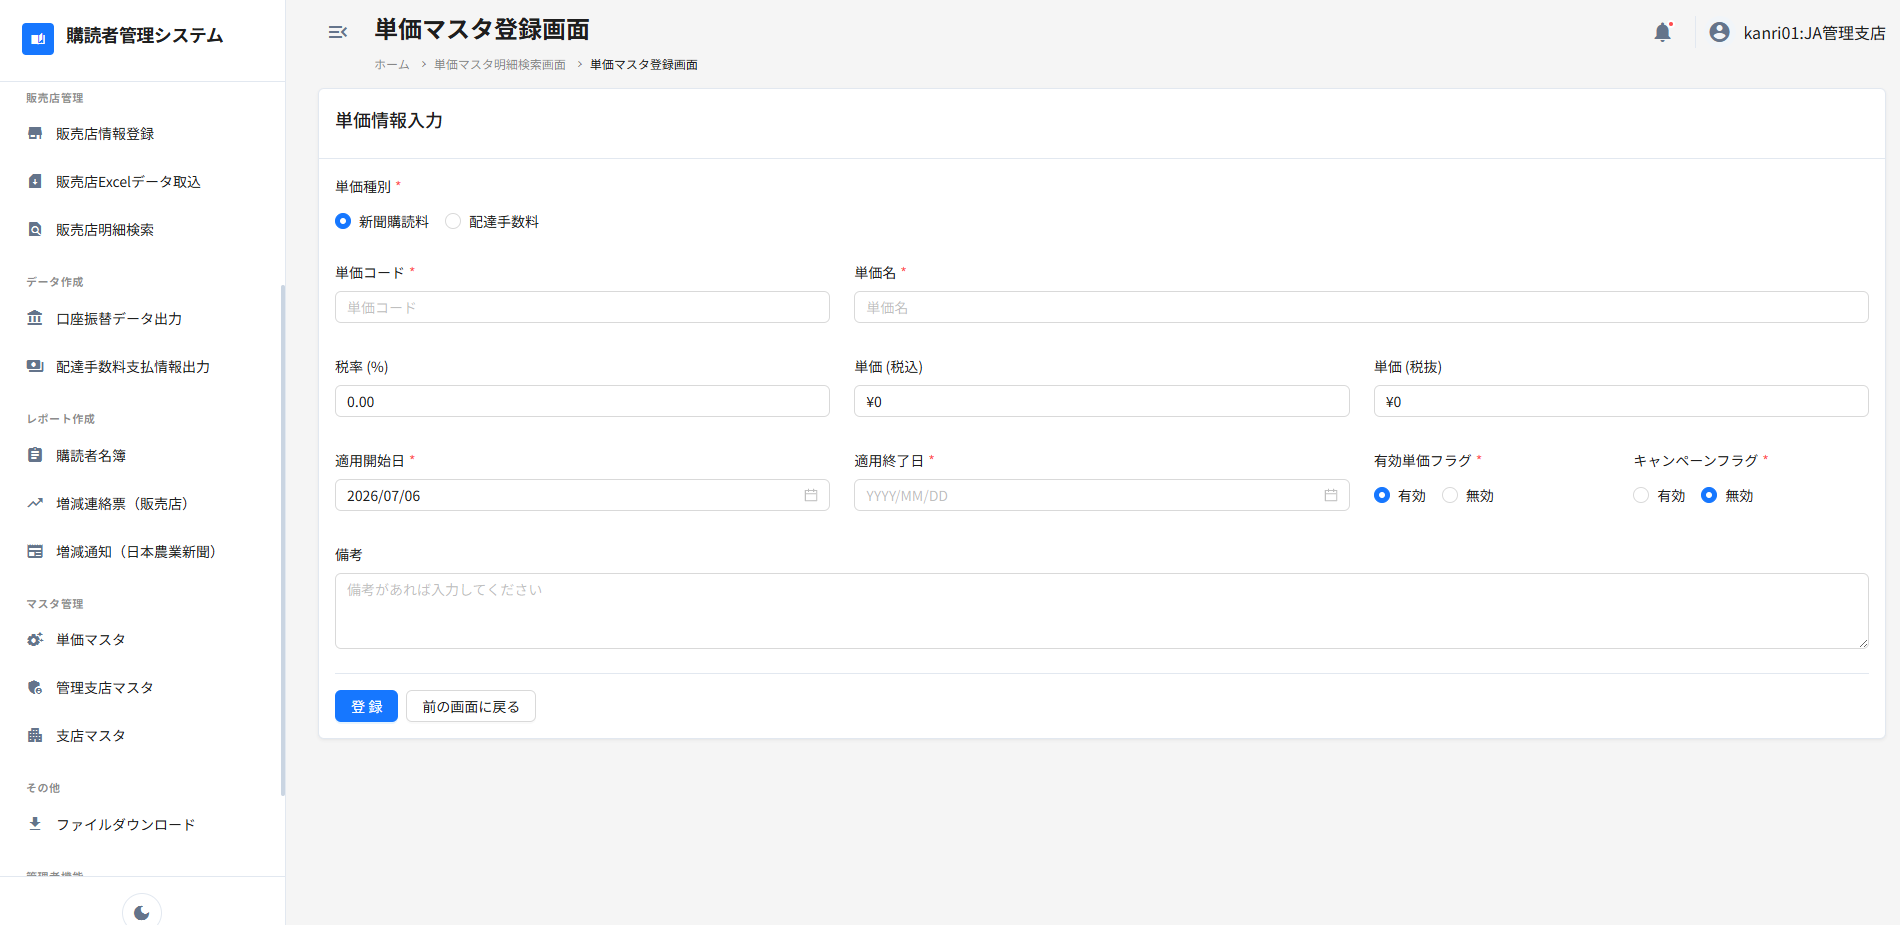 購読者管理システム
単価マスタ登録画面
kanri01:JA管理支店
ホーム > 単価マスタ明細検索画面 > 単価マスタ登録画面
販売店管理
販売店情報登録
販売店Excelデータ取込
販売店明細検索
データ作成
口座振替データ出力
配達手数料支払情報出力
レポート作成
購読者名簿
増減連絡票（販売店）
増減通知（日本農業新聞）
マスタ管理
単価マスタ
管理支店マスタ
支店マスタ
その他
ファイルダウンロード
管理者機能
単価情報入力
単価種別 *
新聞購読料 配達手数料
単価コード * 単価名 *
単価コード 単価名
税率 (%) 単価 (税込) 単価 (税抜)
0.00 ¥0 ¥0
適用開始日 * 適用終了日 * 有効単価フラグ * キャンペーンフラグ *
2026/07/06 YYYY/MM/DD 有効 無効 有効 無効
備考
備考があれば入力してください
登録 前の画面に戻る